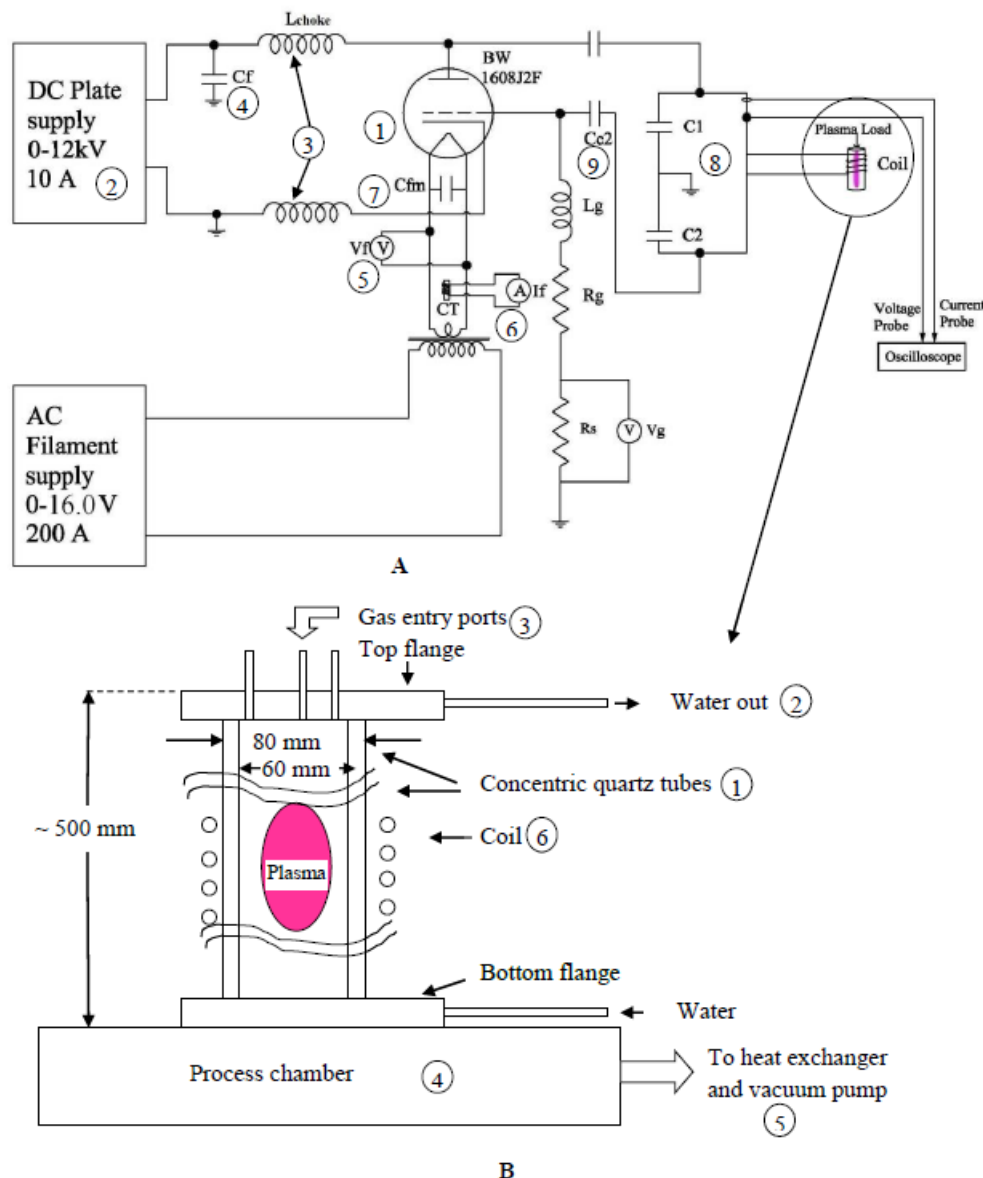 Lchoke
DC Plate
supply
0-12kV
10 A
2
Cf
4
3
BW
1608J2F
1
Cc2
9
C1
8
C2
Plasma Load
Coil
7
Cfm
Vf
V
5
CT
A
If
6
Lg
Rg
Rs
V
Vg
Voltage
Probe
Current
Probe
Oscilloscope
AC
Filament
supply
0-16.0 V
200 A
A
Gas entry ports 3
Top flange
Water out 2
80 mm
60 mm
Concentric quartz tubes 1
~ 500 mm
Coil 6
Plasma
Bottom flange
Water
Process chamber 4
To heat exchanger
and vacuum pump
5
B